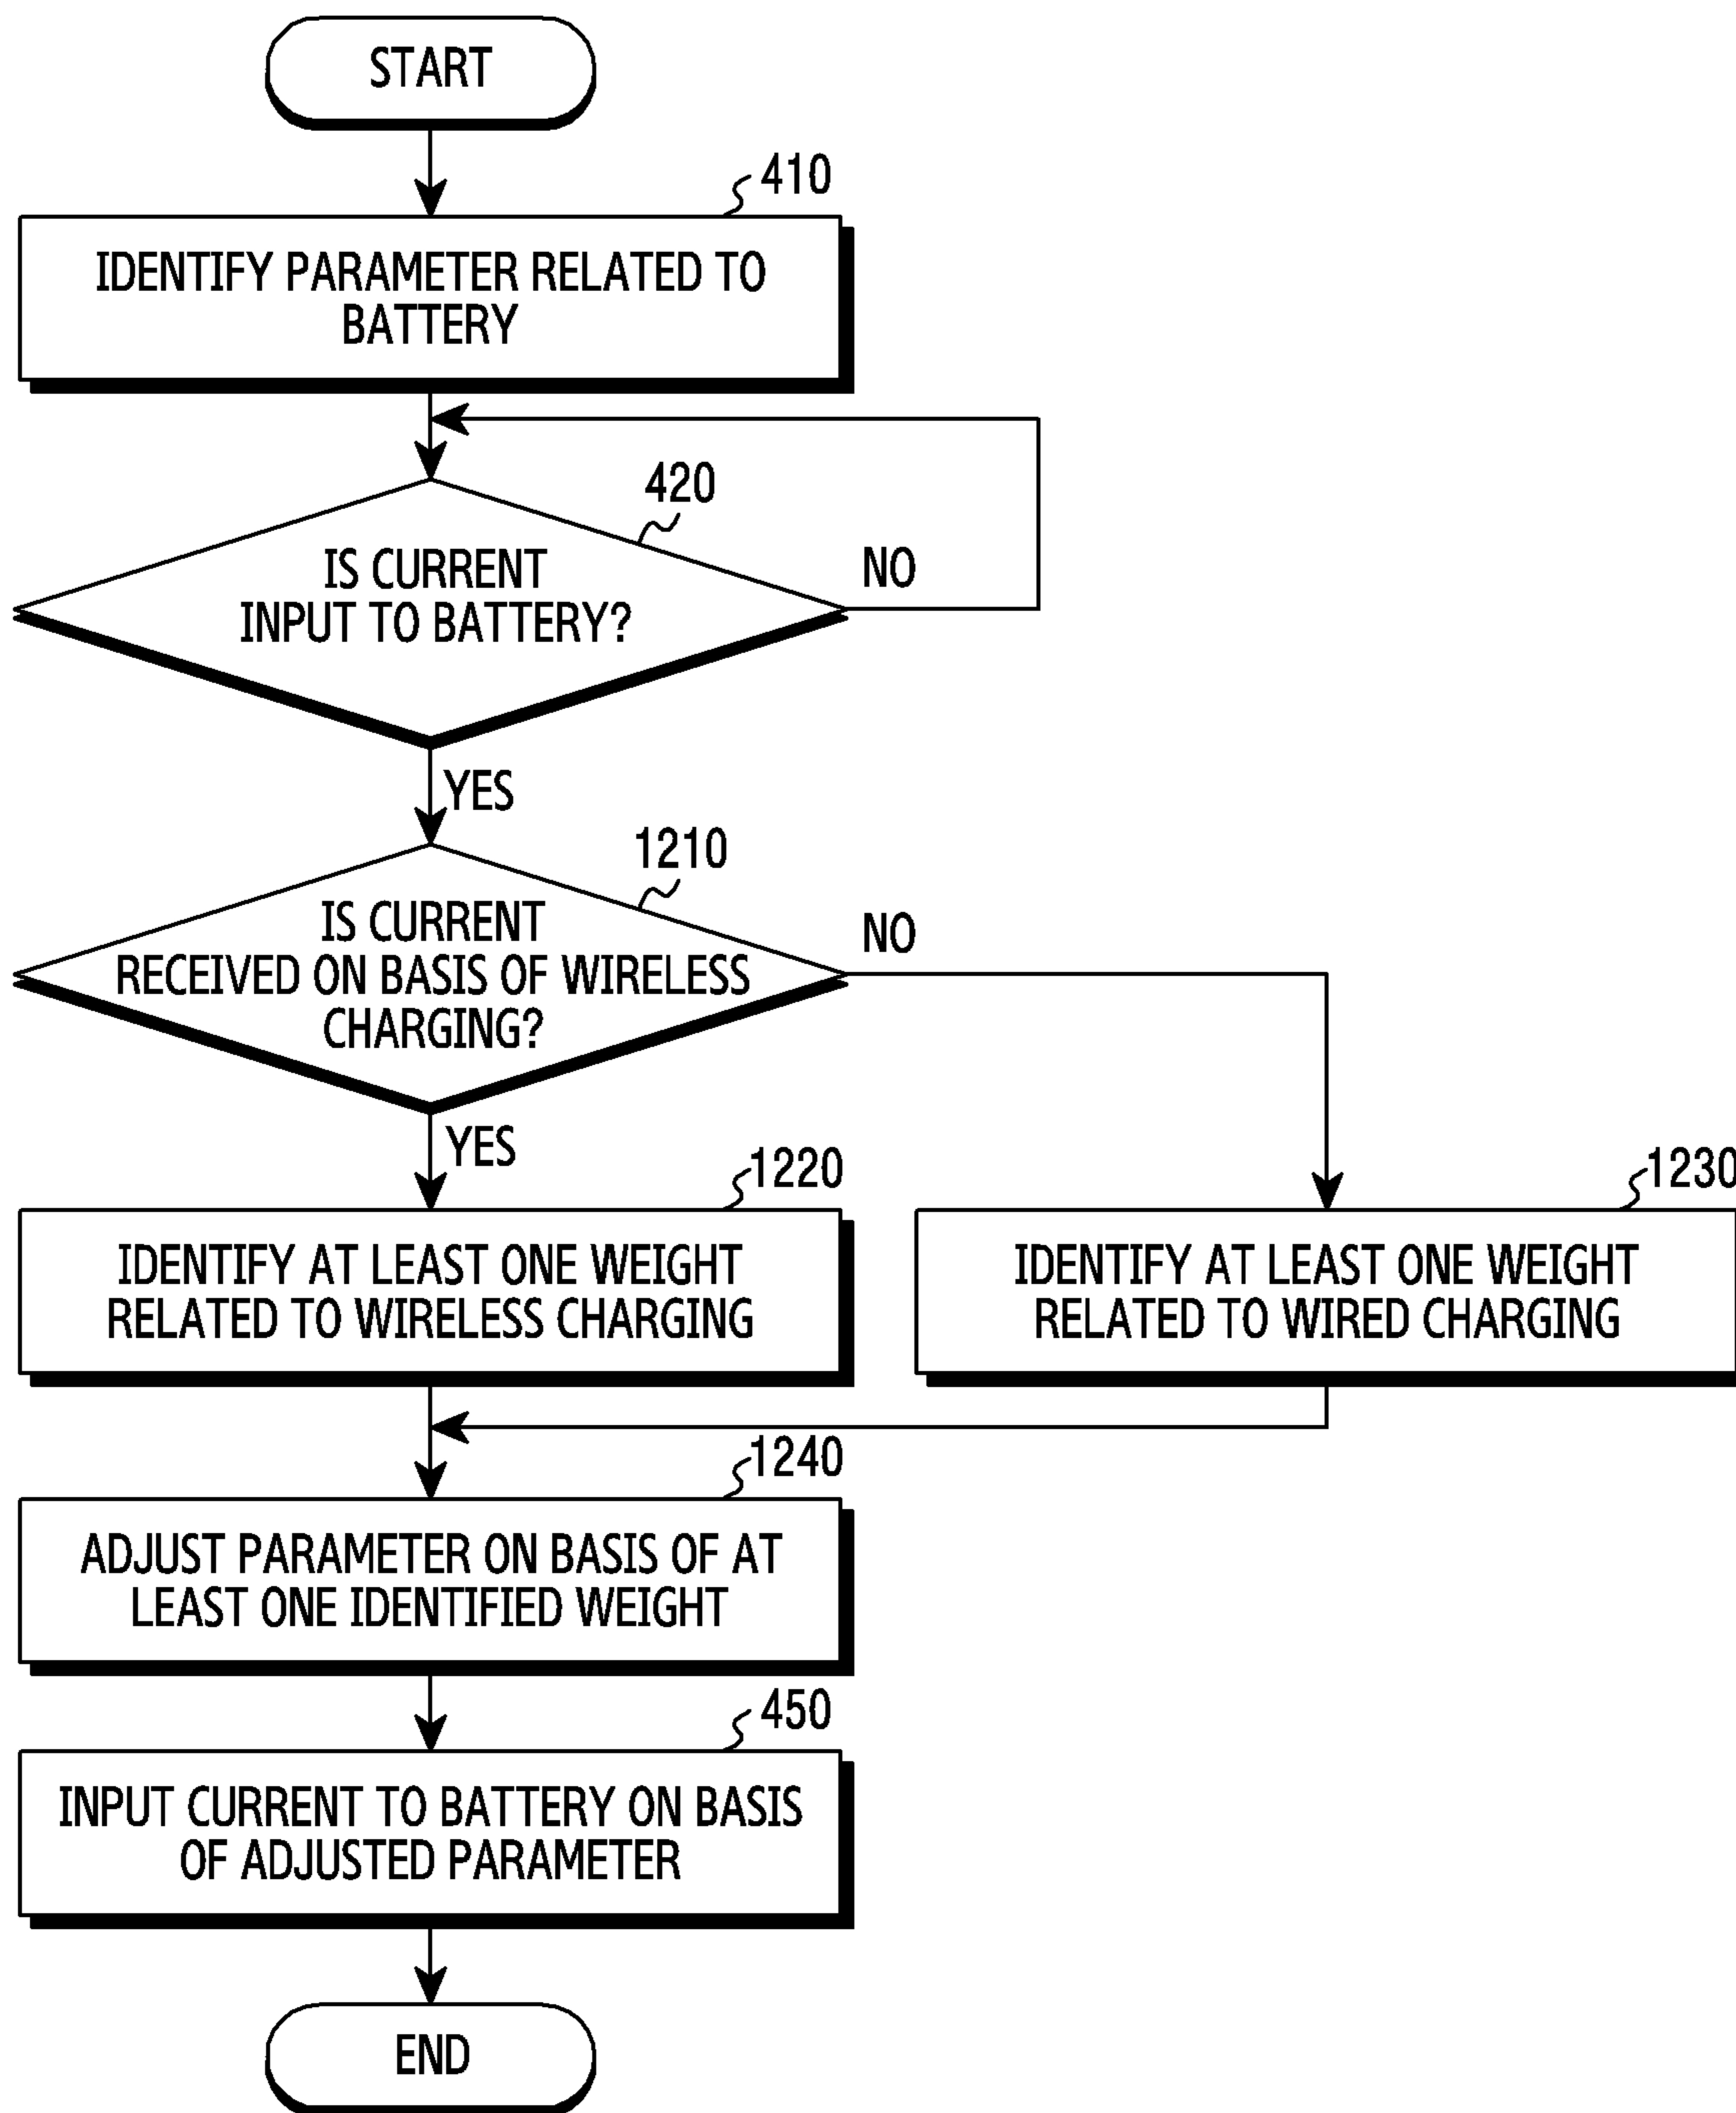 START
410
IDENTIFY PARAMETER RELATED TO
BATTERY
420
IS CURRENT
INPUT TO BATTERY?
NO
YES
1210
IS CURRENT
RECEIVED ON BASIS OF WIRELESS
CHARGING?
NO
YES
1220
IDENTIFY AT LEAST ONE WEIGHT
RELATED TO WIRELESS CHARGING
1230
IDENTIFY AT LEAST ONE WEIGHT
RELATED TO WIRED CHARGING
1240
ADJUST PARAMETER ON BASIS OF AT
LEAST ONE IDENTIFIED WEIGHT
450
INPUT CURRENT TO BATTERY ON BASIS
OF ADJUSTED PARAMETER
END